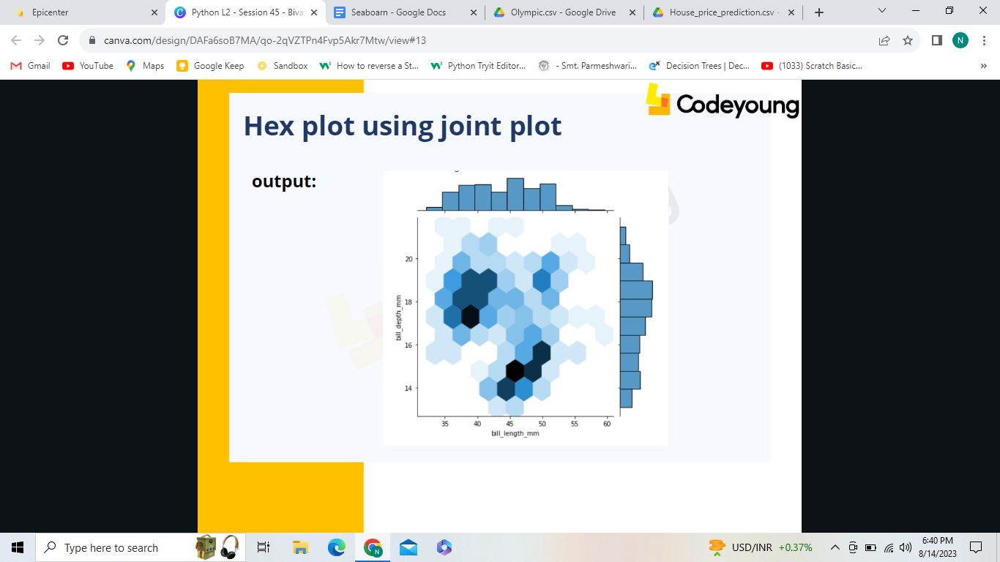 Epicenter
Python L2 - Session 45 - Biva
Seaboarn - Google Docs
Olympic.csv - Google Drive
House_price_prediction.csv -
canva.com/design/DAFa6soB7MA/qo-2qVZTPn4Fvp5Akr7Mtw/view#13
N
Gmail
YouTube
Maps
Google Keep
Sandbox
How to reverse a St...
Python Tryit Editor...
- Smt. Parmeshwari...
Decision Trees | Dec...
(1033) Scratch Basic...
»
Codeyoung
Hex plot using joint plot
output:
20
18
16
14
bill_depth_mm
35
40
45
50
55
60
bill_length_mm
Type here to search
USD/INR +0.37%
6:40 PM
8/14/2023